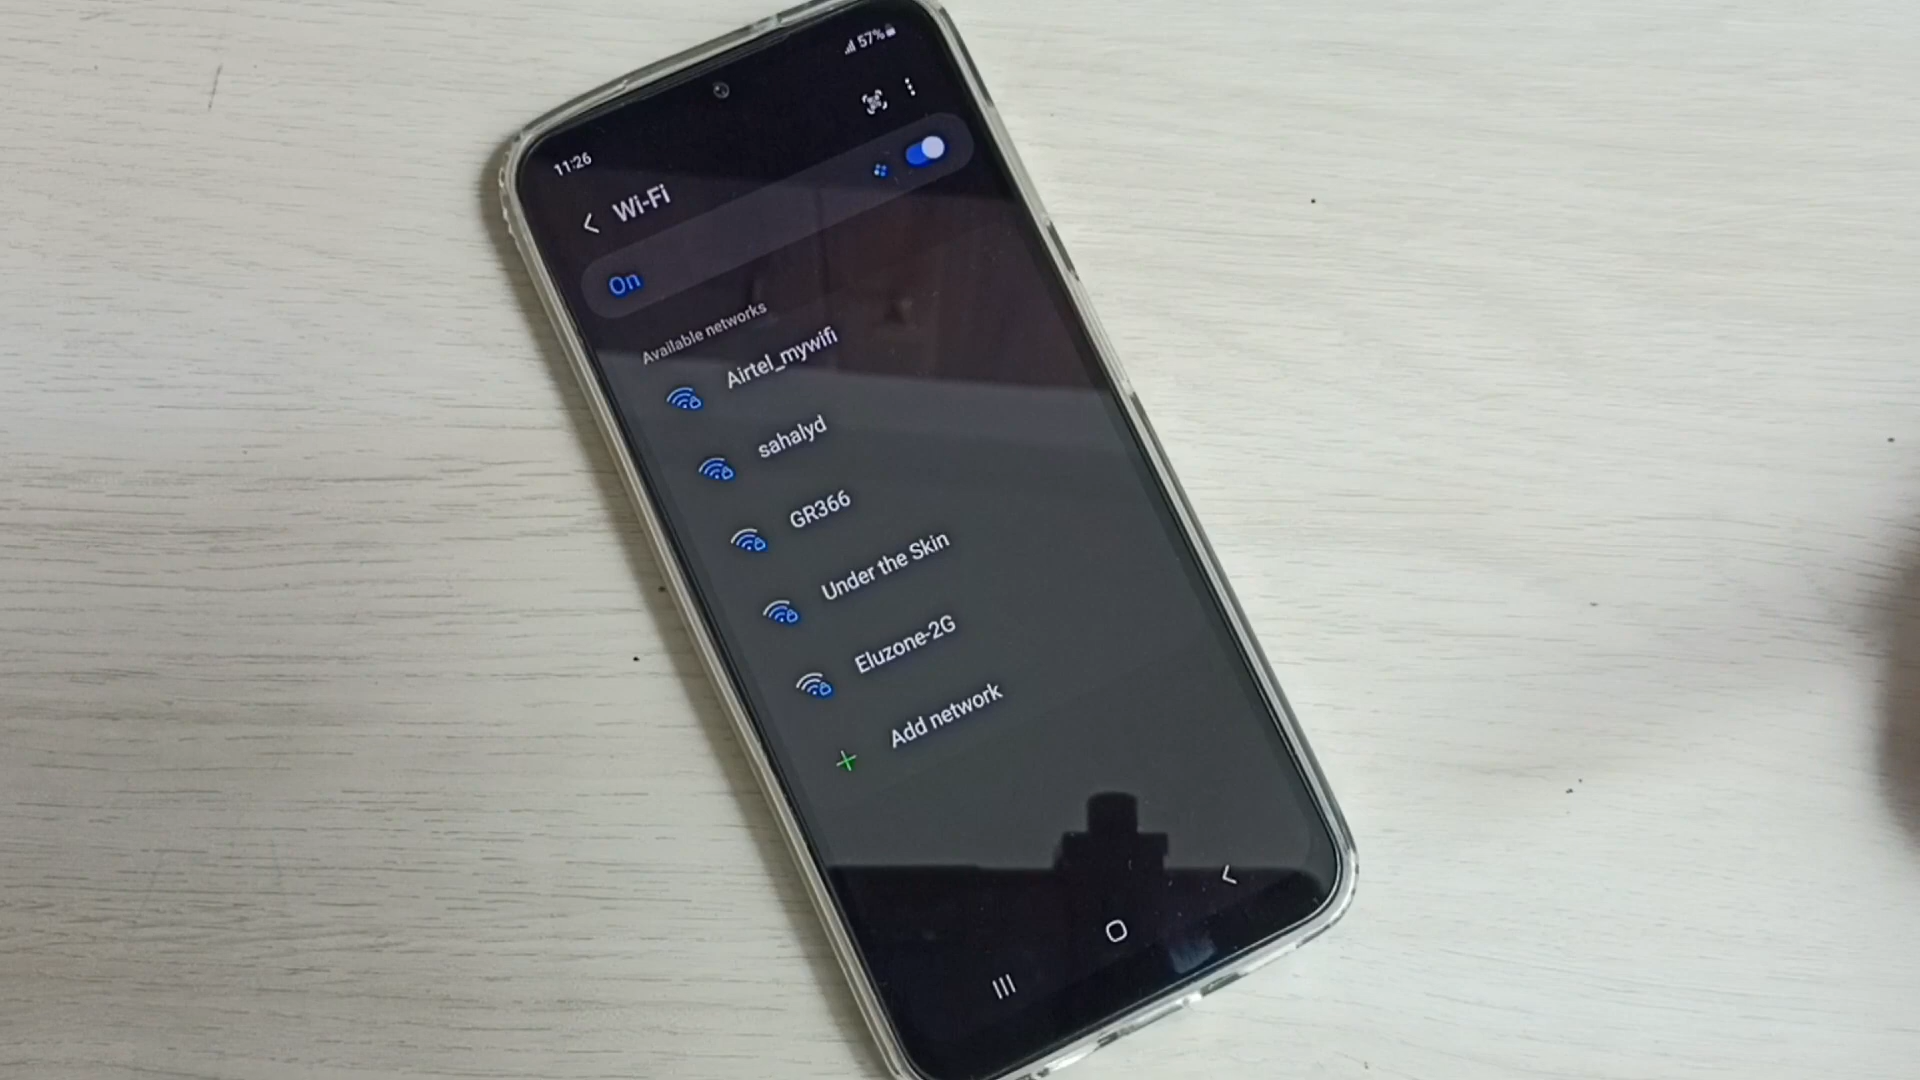 11:26
57%
Wi-Fi
On
Available networks
Airtel_mywifi
sahalyd
GR366
Under the Skin
Eluzone-2G
Add network